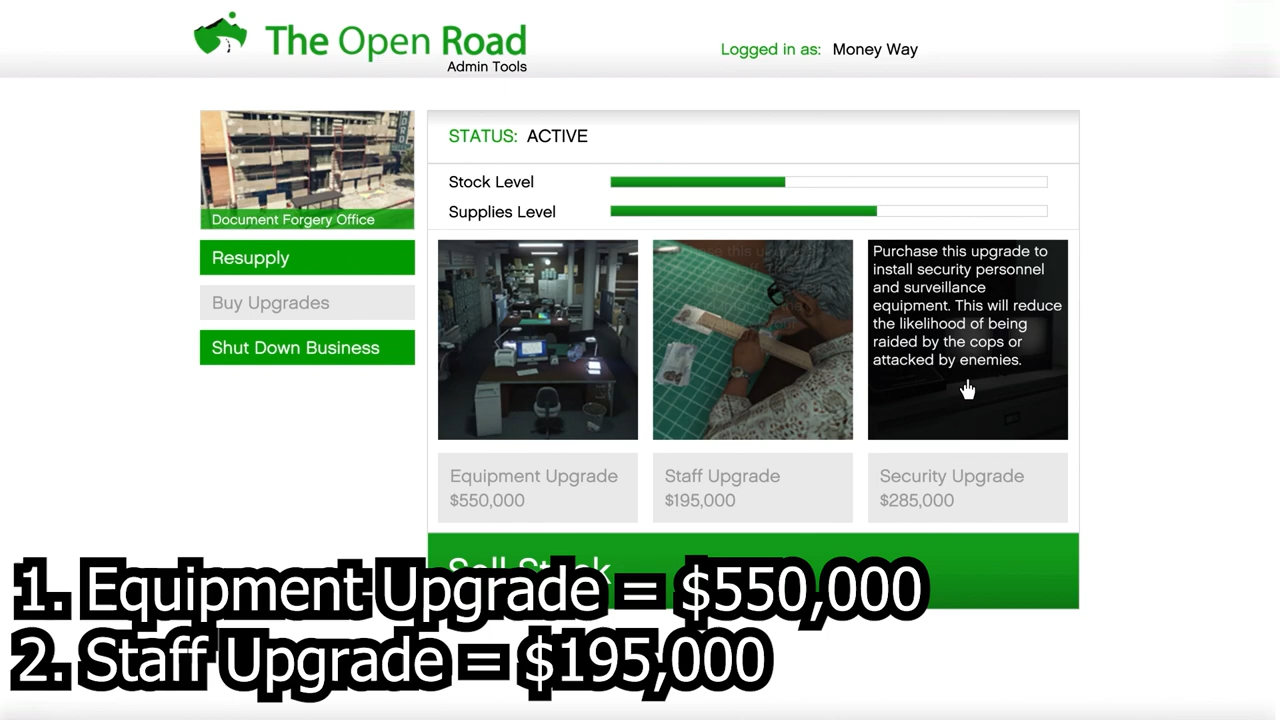 The Open Road
Admin Tools
Logged in as: Money Way
Document Forgery Office
Resupply
Buy Upgrades
Shut Down Business
STATUS: ACTIVE
Stock Level
Supplies Level
Purchase this upgrade to
install security personnel
and surveillance
equipment. This will reduce
the likelihood of being
raided by the cops or
attacked by enemies.
Equipment Upgrade
$550,000
Staff Upgrade
$195,000
Security Upgrade
$285,000
Sell Stock
1. Equipment Upgrade = $550,000
2. Staff Upgrade = $195,000